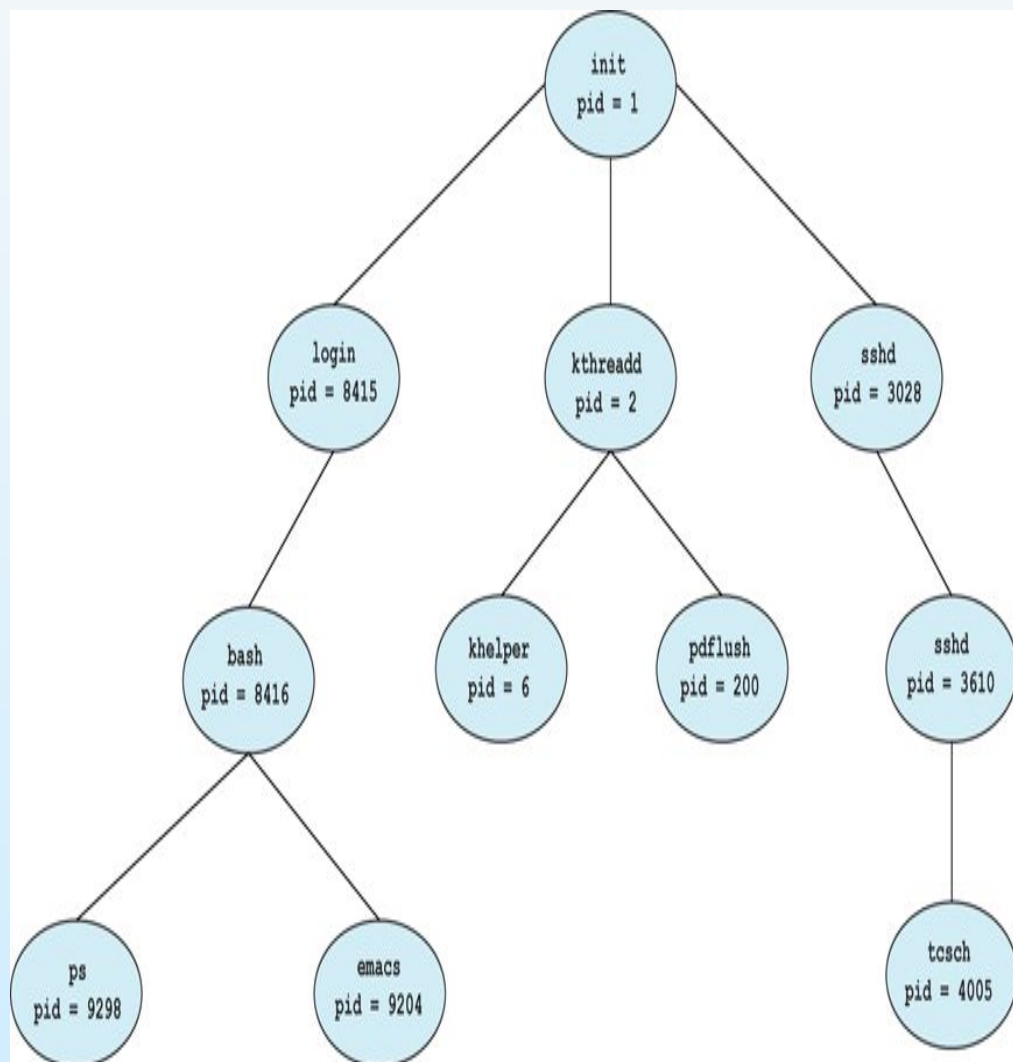 init
pid = 1
login
pid = 8415
kthreadd
pid = 2
sshd
pid = 3028
bash
pid = 8416
khelper
pid = 6
pdflush
pid = 200
sshd
pid = 3610
ps
pid = 9298
emacs
pid = 9204
tcsch
pid = 4005